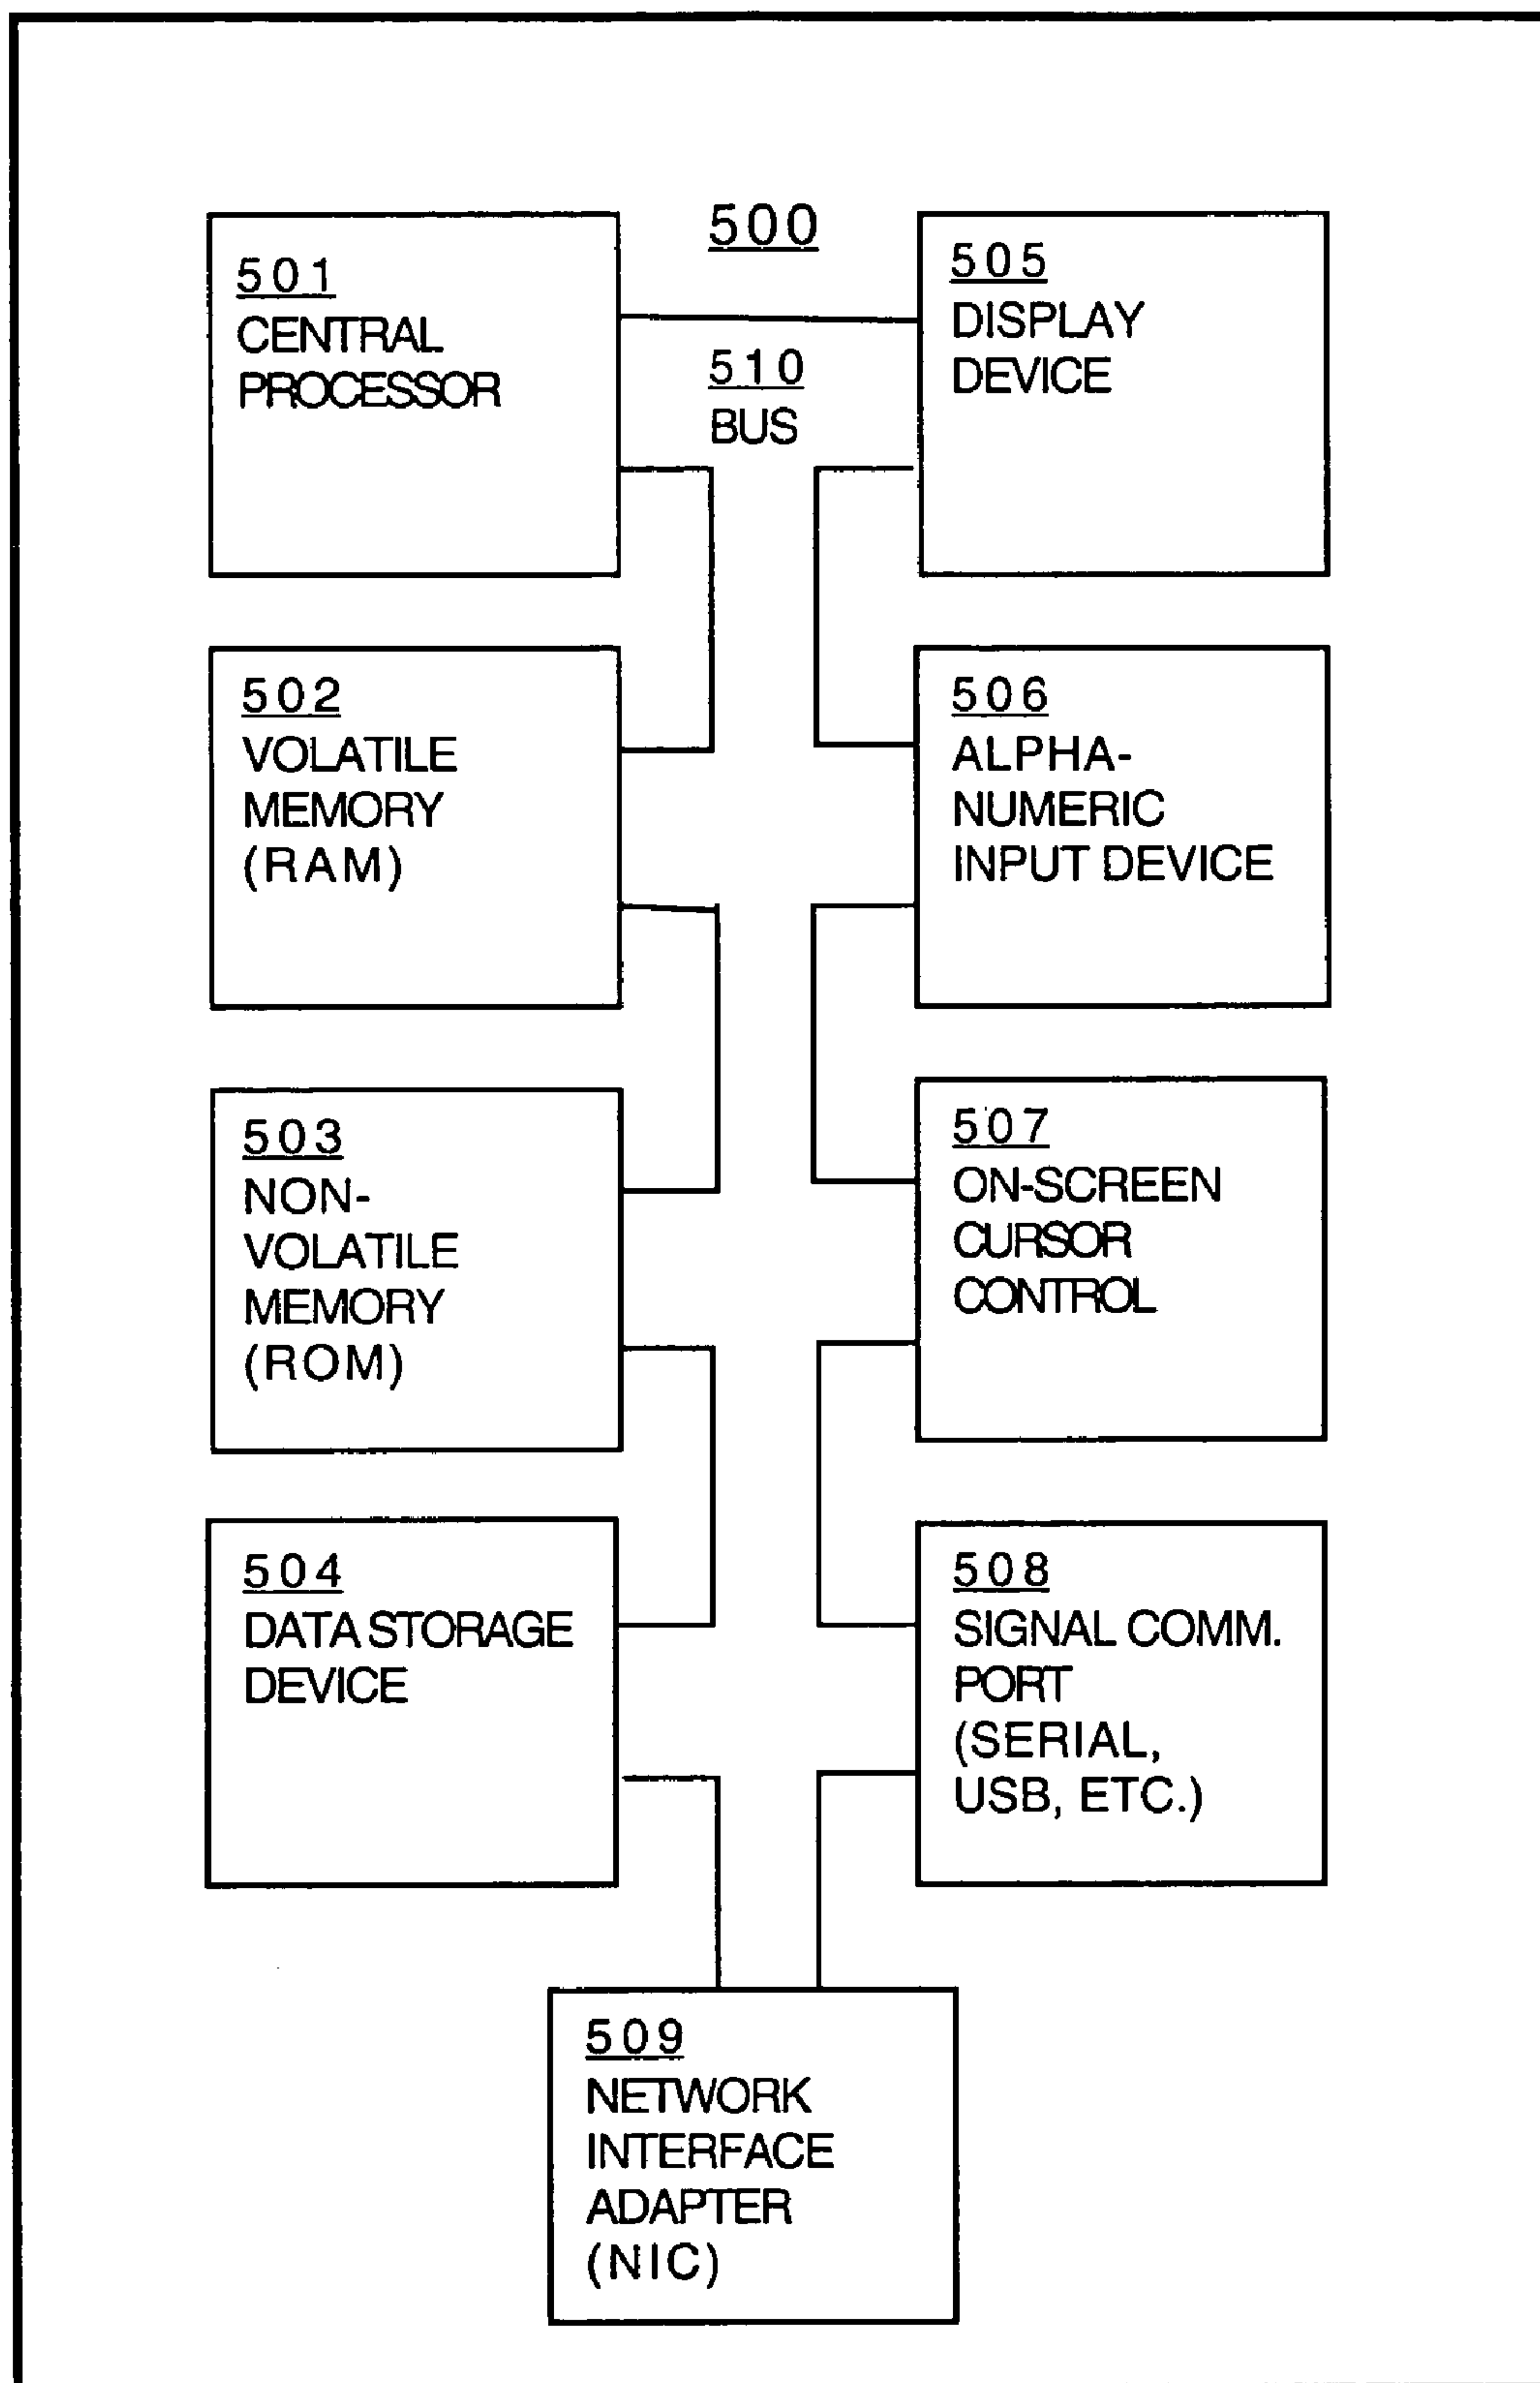 500
501
CENTRAL
PROCESSOR
510
BUS
505
DISPLAY
DEVICE
502
VOLATILE
MEMORY
(RAM)
506
ALPHA-
NUMERIC
INPUT DEVICE
503
NON-
VOLATILE
MEMORY
(ROM)
507
ON-SCREEN
CURSOR
CONTROL
504
DATA STORAGE
DEVICE
508
SIGNAL COMM.
PORT
(SERIAL,
USB, ETC.)
509
NETWORK
INTERFACE
ADAPTER
(NIC)